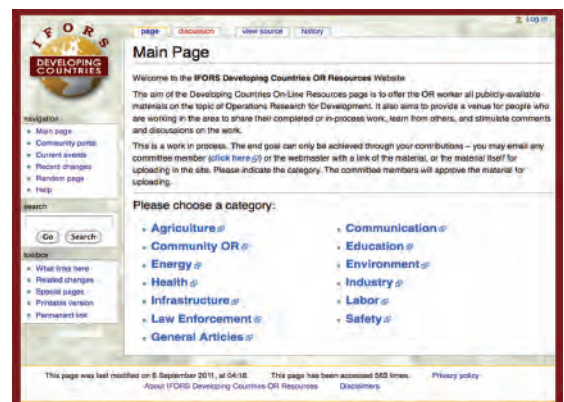 Log in
IFORS
DEVELOPING
COUNTRIES
page discussion view source history
Main Page
Welcome to the IFORS Developing Countries OR Resources Website
The aim of the Developing Countries On-Line Resources page is to offer the OR worker all publicly-available
materials on the topic of Operations Research for Development. It also aims to provide a venue for people who
are working in the area to share their completed or in-process work, learn from others, and stimulate comments
and discussions on the work.
This is a work in process. The end goal can only be achieved through your contributions – you may email any
committee member (click here) or the webmaster with a link of the material, or the material itself for
uploading in the site. Please indicate the category. The committee members will approve the material for
uploading.
Please choose a category:
Agriculture
Community OR
Energy
Health
Infrastructure
Law Enforcement
General Articles
Communication
Education
Environment
Industry
Labor
Safety
navigation
Main page
Community portal
Current events
Recent changes
Random page
Help
search
Go Search
toolbox
What links here
Related changes
Special pages
Printable version
Permanent link
This page was last modified on 6 September 2011, at 04:18. This page has been accessed 563 times. Privacy policy
About IFORS Developing Countries OR Resources Disclaimers